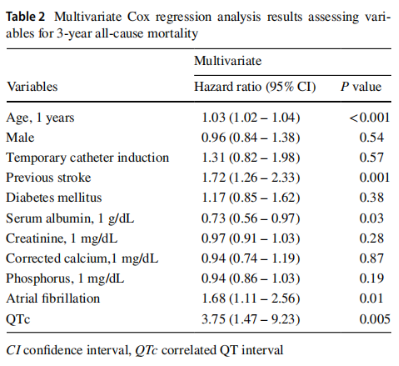 Table 2 Multivariate Cox regression analysis results assessing vari-
ables for 3-year all-cause mortality
Multivariate
Variables Hazard ratio (95% CI) P value
Age, 1 years 1.03 (1.02 – 1.04) <0.001
Male 0.96 (0.84 – 1.38) 0.54
Temporary catheter induction 1.31 (0.82 – 1.98) 0.57
Previous stroke 1.72 (1.26 – 2.33) 0.001
Diabetes mellitus 1.17 (0.85 – 1.62) 0.38
Serum albumin, 1 g/dL 0.73 (0.56 – 0.97) 0.03
Creatinine, 1 mg/dL 0.97 (0.91 – 1.03) 0.28
Corrected calcium,1 mg/dL 0.94 (0.74 – 1.19) 0.87
Phosphorus, 1 mg/dL 0.94 (0.86 – 1.03) 0.19
Atrial fibrillation 1.68 (1.11 – 2.56) 0.01
QTc 3.75 (1.47 – 9.23) 0.005
CI confidence interval, QTc correlated QT interval